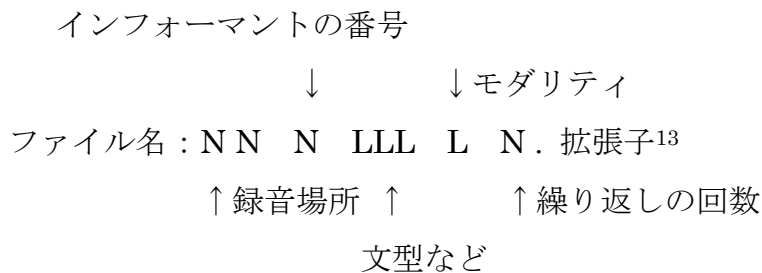 インフォーマントの番号
↓ ↓モダリティ
ファイル名：N N N LLL L N . 拡張子13
↑録音場所 ↑ ↑繰り返しの回数
文型など